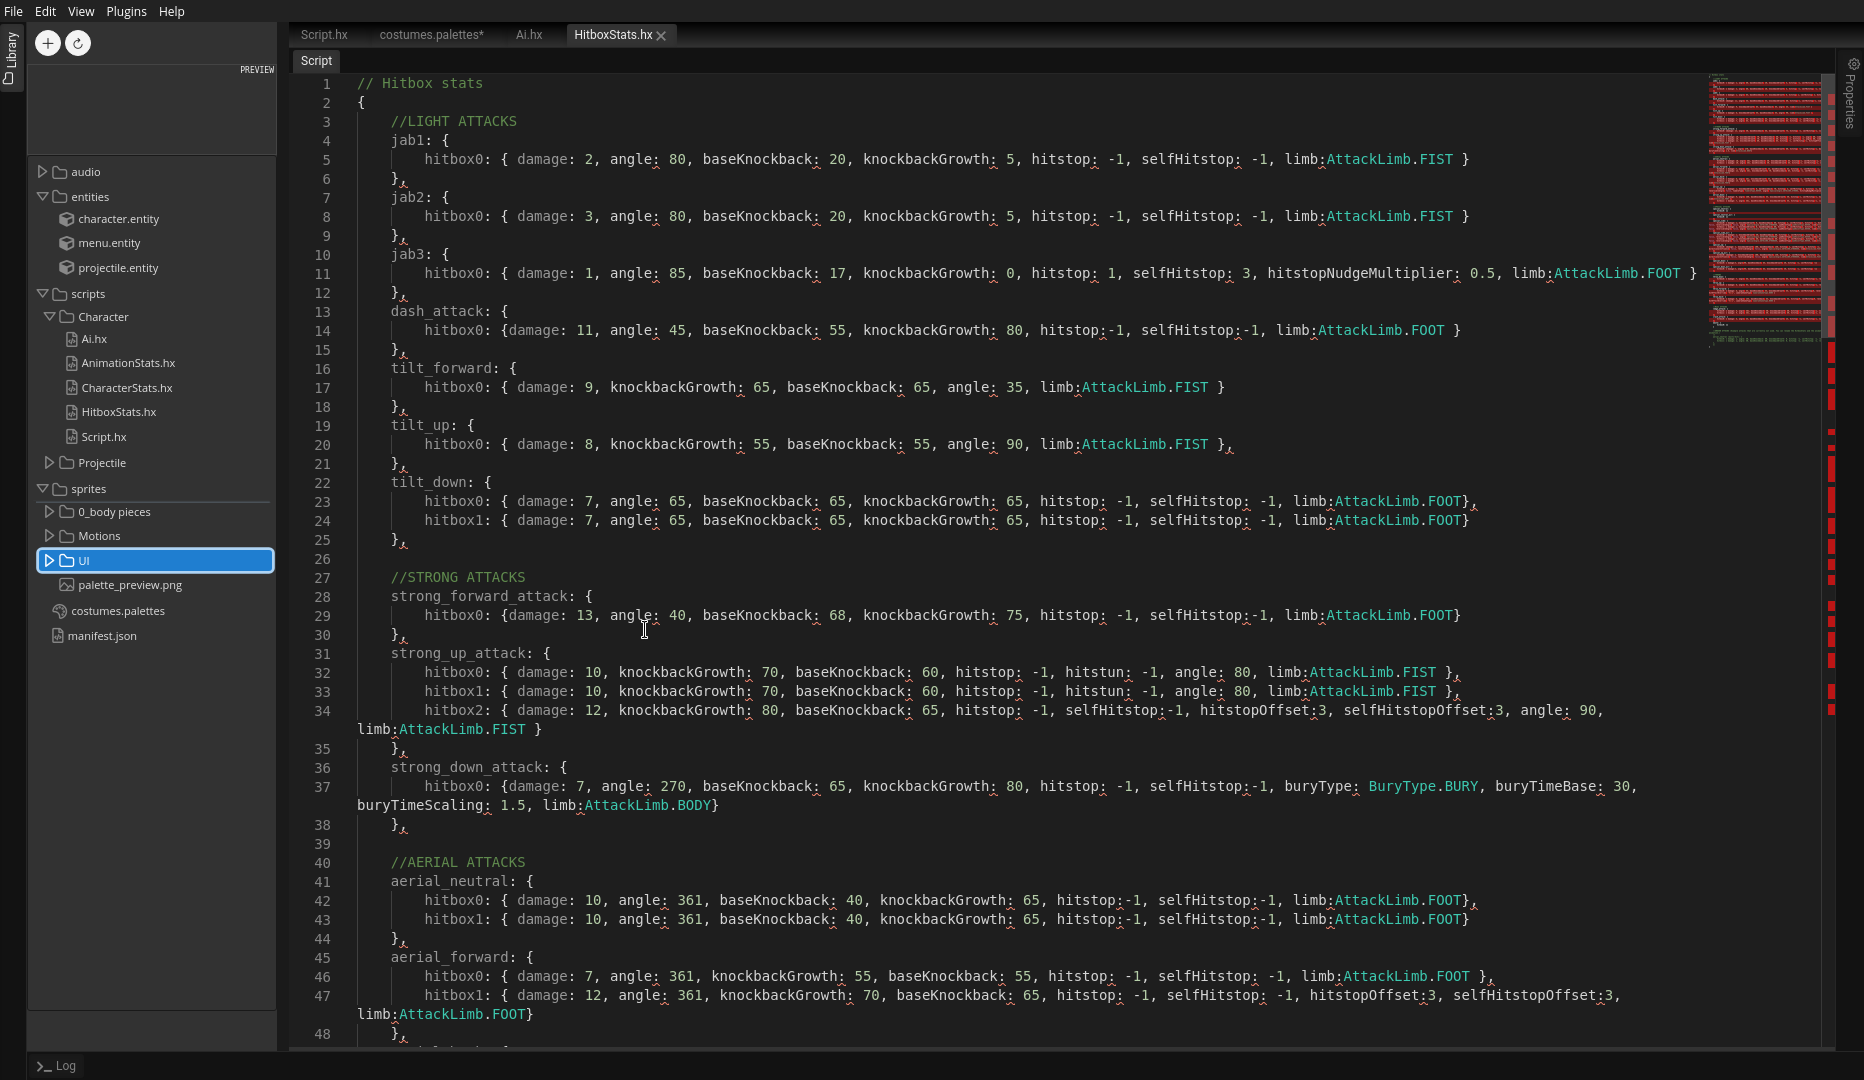 File Edit View Plugins Help
Library
PREVIEW
audio
entities
character.entity
menu.entity
projectile.entity
scripts
Character
Ai.hx
AnimationStats.hx
CharacterStats.hx
HitboxStats.hx
Script.hx
Projectile
sprites
0_body pieces
Motions
UI
palette_preview.png
costumes.palettes
manifest.json
Script.hx costumes.palettes* Ai.hx HitboxStats.hx
Script
1 // Hitbox stats
2 {
3 //LIGHT ATTACKS
4 jab1: {
5 hitbox0: { damage: 2, angle: 80, baseKnockback: 20, knockbackGrowth: 5, hitstop: -1, selfHitstop: -1, limb:AttackLimb.FIST }
6 },
7 jab2: {
8 hitbox0: { damage: 3, angle: 80, baseKnockback: 20, knockbackGrowth: 5, hitstop: -1, selfHitstop: -1, limb:AttackLimb.FIST }
9 },
10 jab3: {
11 hitbox0: { damage: 1, angle: 85, baseKnockback: 17, knockbackGrowth: 0, hitstop: 1, selfHitstop: 3, hitstopNudgeMultiplier: 0.5, limb:AttackLimb.FOOT }
12 },
13 dash_attack: {
14 hitbox0: {damage: 11, angle: 45, baseKnockback: 55, knockbackGrowth: 80, hitstop:-1, selfHitstop:-1, limb:AttackLimb.FOOT }
15 },
16 tilt_forward: {
17 hitbox0: { damage: 9, knockbackGrowth: 65, baseKnockback: 65, angle: 35, limb:AttackLimb.FIST }
18 },
19 tilt_up: {
20 hitbox0: { damage: 8, knockbackGrowth: 55, baseKnockback: 55, angle: 90, limb:AttackLimb.FIST },
21 },
22 tilt_down: {
23 hitbox0: { damage: 7, angle: 65, baseKnockback: 65, knockbackGrowth: 65, hitstop: -1, selfHitstop: -1, limb:AttackLimb.FOOT},
24 hitbox1: { damage: 7, angle: 65, baseKnockback: 65, knockbackGrowth: 65, hitstop: -1, selfHitstop: -1, limb:AttackLimb.FOOT}
25 },
26
27 //STRONG ATTACKS
28 strong_forward_attack: {
29 hitbox0: {damage: 13, angle: 40, baseKnockback: 68, knockbackGrowth: 75, hitstop: -1, selfHitstop:-1, limb:AttackLimb.FOOT}
30 },
31 strong_up_attack: {
32 hitbox0: { damage: 10, knockbackGrowth: 70, baseKnockback: 60, hitstop: -1, hitstun: -1, angle: 80, limb:AttackLimb.FIST },
33 hitbox1: { damage: 10, knockbackGrowth: 70, baseKnockback: 60, hitstop: -1, hitstun: -1, angle: 80, limb:AttackLimb.FIST },
34 hitbox2: { damage: 12, knockbackGrowth: 80, baseKnockback: 65, hitstop: -1, selfHitstop:-1, hitstopOffset:3, selfHitstopOffset:3, angle: 90,
limb:AttackLimb.FIST }
35 },
36 strong_down_attack: {
37 hitbox0: {damage: 7, angle: 270, baseKnockback: 65, knockbackGrowth: 80, hitstop: -1, selfHitstop:-1, buryType: BuryType.BURY, buryTimeBase: 30,
buryTimeScaling: 1.5, limb:AttackLimb.BODY}
38 },
39
40 //AERIAL ATTACKS
41 aerial_neutral: {
42 hitbox0: { damage: 10, angle: 361, baseKnockback: 40, knockbackGrowth: 65, hitstop:-1, selfHitstop:-1, limb:AttackLimb.FOOT},
43 hitbox1: { damage: 10, angle: 361, baseKnockback: 40, knockbackGrowth: 65, hitstop:-1, selfHitstop:-1, limb:AttackLimb.FOOT}
44 },
45 aerial_forward: {
46 hitbox0: { damage: 7, angle: 361, knockbackGrowth: 55, baseKnockback: 55, hitstop: -1, selfHitstop: -1, limb:AttackLimb.FOOT },
47 hitbox1: { damage: 12, angle: 361, knockbackGrowth: 70, baseKnockback: 65, hitstop: -1, selfHitstop: -1, hitstopOffset:3, selfHitstopOffset:3,
limb:AttackLimb.FOOT}
48 },
Properties
Log